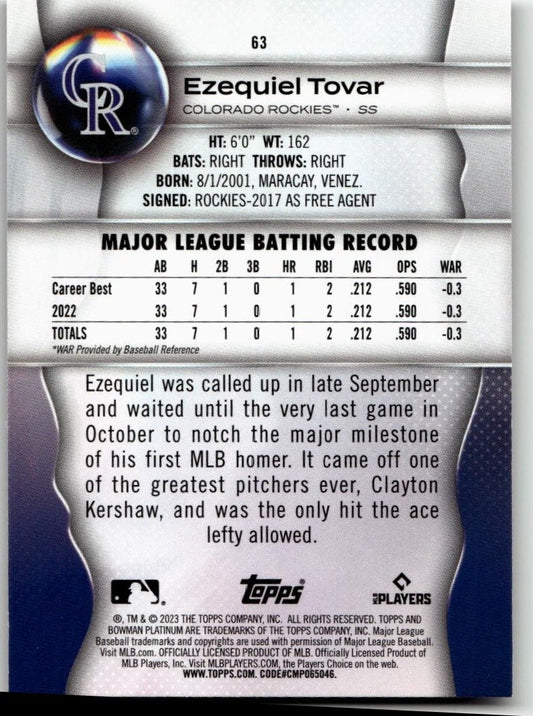 63
CR®
Ezequiel Tovar
COLORADO ROCKIES™ · SS
HT: 6'0" WT: 162
BATS: RIGHT THROWS: RIGHT
BORN: 8/1/2001, MARACAY, VENEZ.
SIGNED: ROCKIES-2017 AS FREE AGENT
MAJOR LEAGUE BATTING RECORD
AB H 2B 3B HR RBI AVG OPS WAR
Career Best 33 7 1 0 1 2 .212 .590 -0.3
2022 33 7 1 0 1 2 .212 .590 -0.3
TOTALS 33 7 1 0 1 2 .212 .590 -0.3
*WAR Provided by Baseball Reference
Ezequiel was called up in late September
and waited until the very last game in
October to notch the major milestone
of his first MLB homer. It came off one
of the greatest pitchers ever, Clayton
Kershaw, and was the only hit the ace
lefty allowed.
Topps® MLB PLAYERS
®, TM & © 2023 THE TOPPS COMPANY, INC. ALL RIGHTS RESERVED. TOPPS AND
BOWMAN PLATINUM ARE TRADEMARKS OF THE TOPPS COMPANY, INC. Major League
Baseball trademarks and copyrights are used with permission of Major League Baseball.
Visit MLB.com. OFFICIALLY LICENSED PRODUCT OF MLB. Officially Licensed Product of
MLB Players, Inc. Visit MLBPLAYERS.COM, the Players Choice on the web.
WWW.TOPPS.COM. CODE#CMP065046.